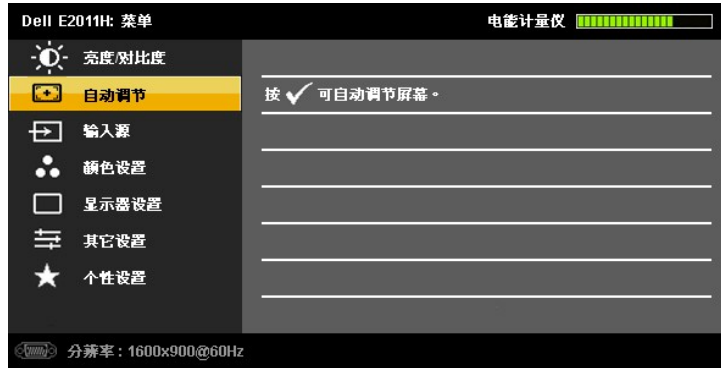 Dell E2011H: 菜单
电能计量仪
亮度/对比度
自动调节
按 ✓ 可自动调节屏幕。
输入源
颜色设置
显示器设置
其它设置
个性设置
分辨率：1600x900@60Hz